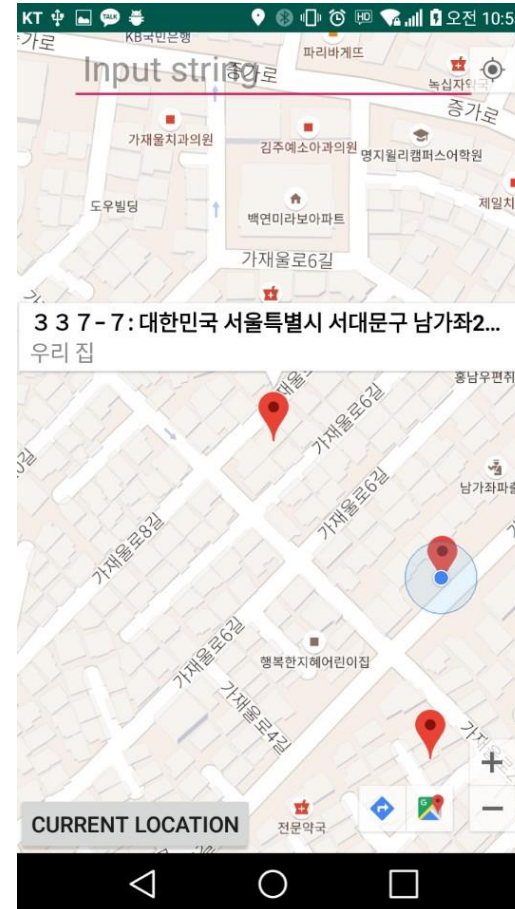 KT TALK HD 오전 10:5
가로 KB국민은행
파리바게뜨
Input string
증가로
녹십자약국
증가로
가재울치과의원
김주예소아과의원
명지윌리캠퍼스어학원
제일치
도우빌딩
백연미라보아파트
가재울로6길
337-7: 대한민국 서울특별시 서대문구 남가좌2...
우리 집
홍남우편취
가재울로6길
남가좌파출
가재울로6길
가재울로8길
가재울로6길
행복한지혜어린이집
가재울로4길
+
CURRENT LOCATION
전문약국
−